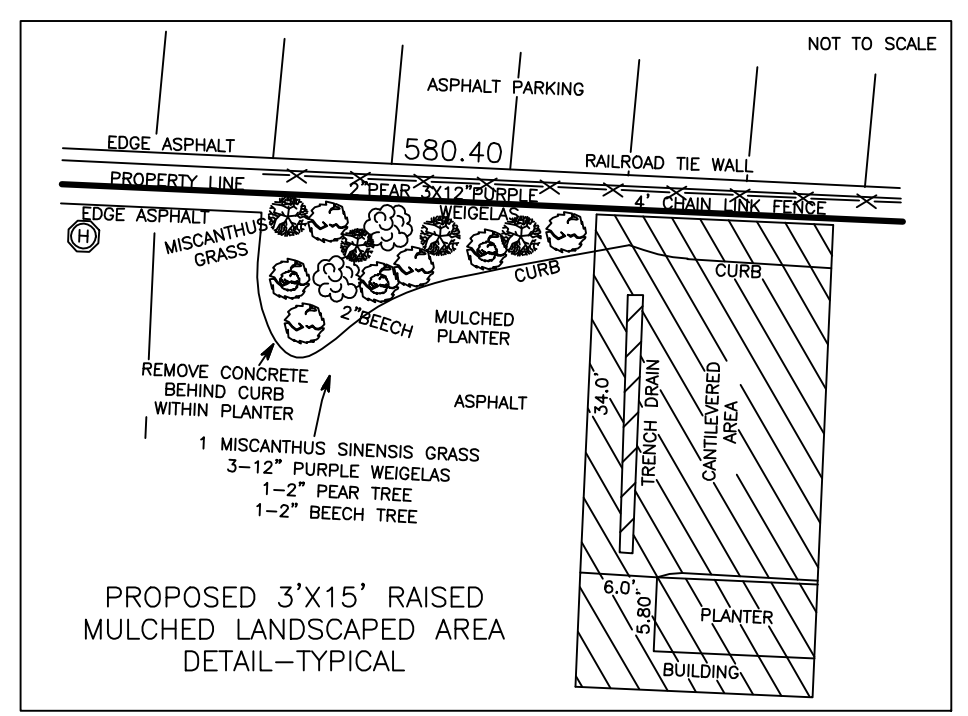 NOT TO SCALE
ASPHALT PARKING
EDGE ASPHALT
580.40
RAILROAD TIE WALL
PROPERTY LINE
2"PEAR 3X12"PURPLE
WEIGELAS
4' CHAIN LINK FENCE
EDGE ASPHALT
H
MISCANTHUS
GRASS
CURB
CURB
2"BEECH
MULCHED
PLANTER
REMOVE CONCRETE
BEHIND CURB
WITHIN PLANTER
ASPHALT
34.0'
TRENCH DRAIN
CANTILEVERED
AREA
1 MISCANTHUS SINENSIS GRASS
3-12" PURPLE WEIGELAS
1-2" PEAR TREE
1-2" BEECH TREE
6.0'
5.80'
PLANTER
BUILDING
PROPOSED 3'X15' RAISED
MULCHED LANDSCAPED AREA
DETAIL-TYPICAL